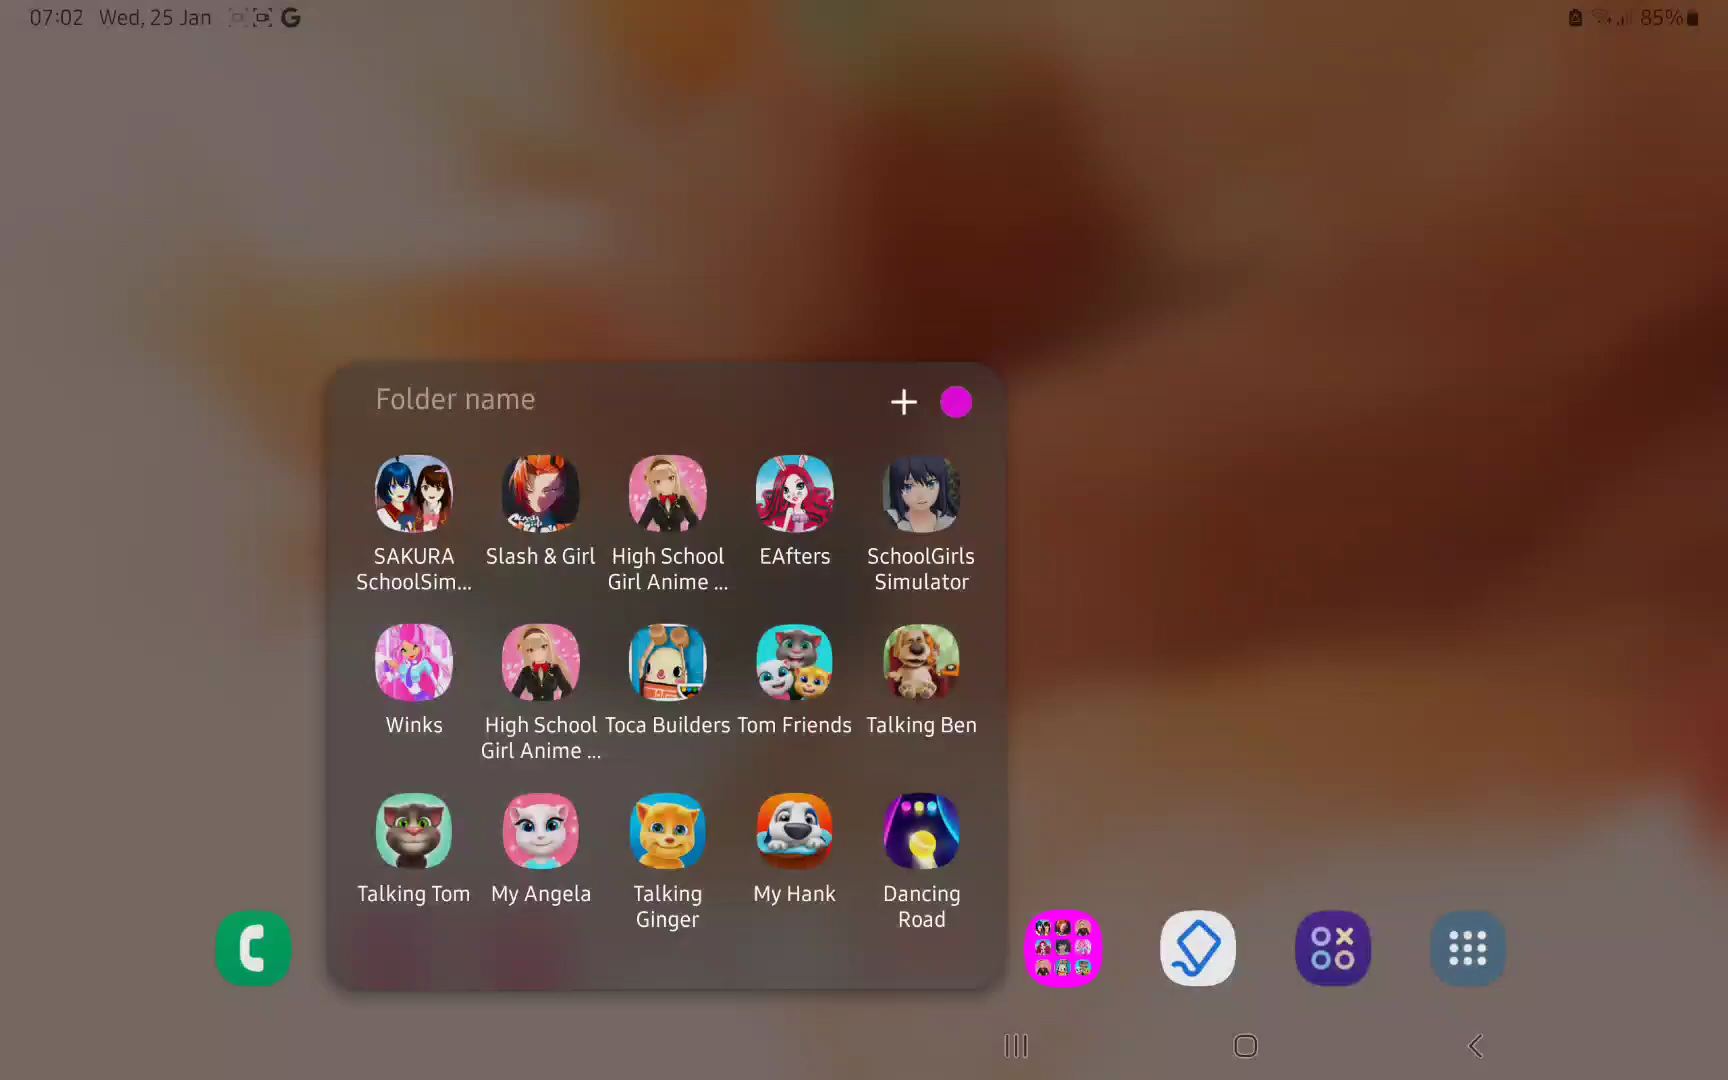 07:02 Wed, 25 Jan
85%
Folder name
SAKURA
SchoolSim...
Slash & Girl
High School
Girl Anime ...
EAfters
SchoolGirls
Simulator
Winks
High School
Girl Anime ...
Toca Builders
Tom Friends
Talking Ben
Talking Tom
My Angela
Talking
Ginger
My Hank
Dancing
Road